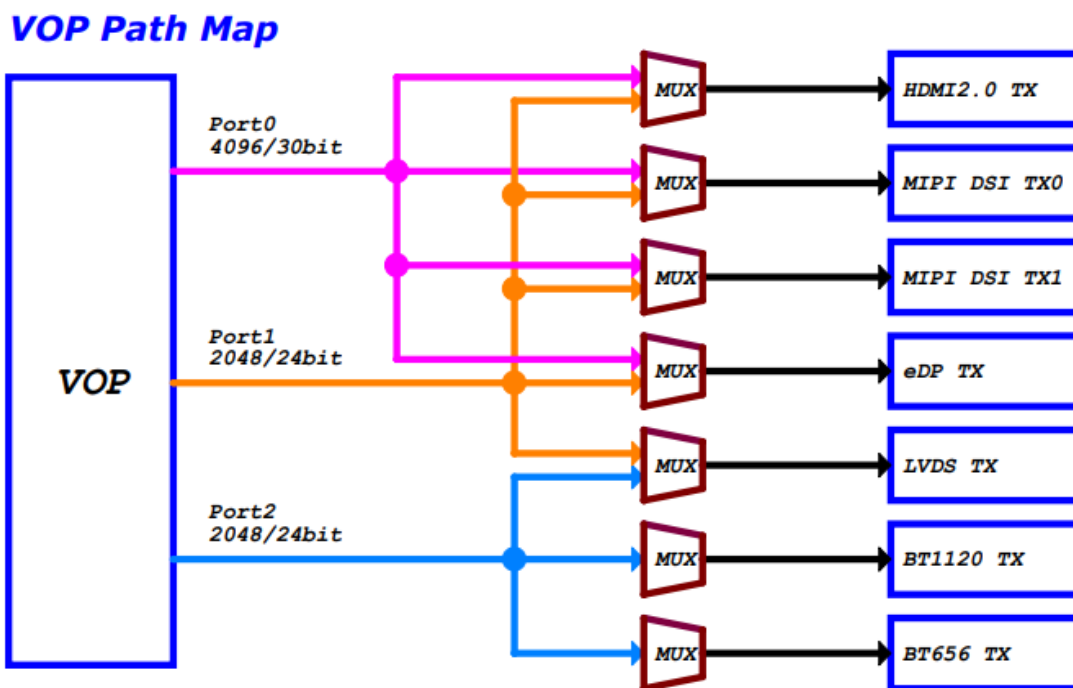 VOP Path Map
MUX
HDMI2.0 TX
Port0
4096/30bit
MUX
MIPI DSI TX0
MUX
MIPI DSI TX1
Port1
2048/24bit
MUX
eDP TX
VOP
MUX
LVDS TX
Port2
2048/24bit
MUX
BT1120 TX
MUX
BT656 TX